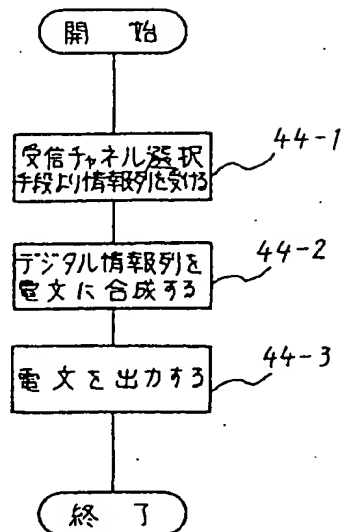 開 始
受信チャネル選択
手段より情報列を受ける
44-1
デジタル情報列を
電文に合成する
44-2
電文を出力する
44-3
終 了